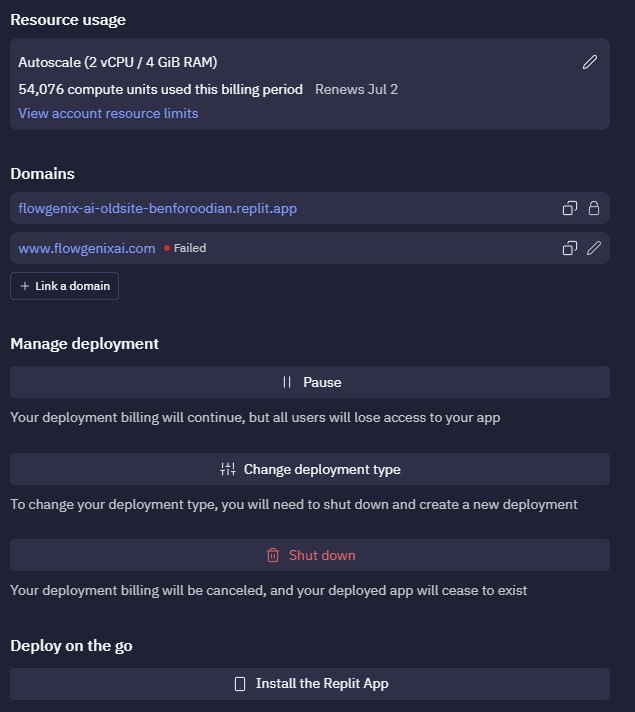 Resource usage
Autoscale (2 vCPU / 4 GiB RAM)
54,076 compute units used this billing period Renews Jul 2
View account resource limits
Domains
flowgenix-ai-oldsite-benforoodian.replit.app
www.flowgenixai.com Failed
+ Link a domain
Manage deployment
Pause
Your deployment billing will continue, but all users will lose access to your app
Change deployment type
To change your deployment type, you will need to shut down and create a new deployment
Shut down
Your deployment billing will be canceled, and your deployed app will cease to exist
Deploy on the go
Install the Replit App